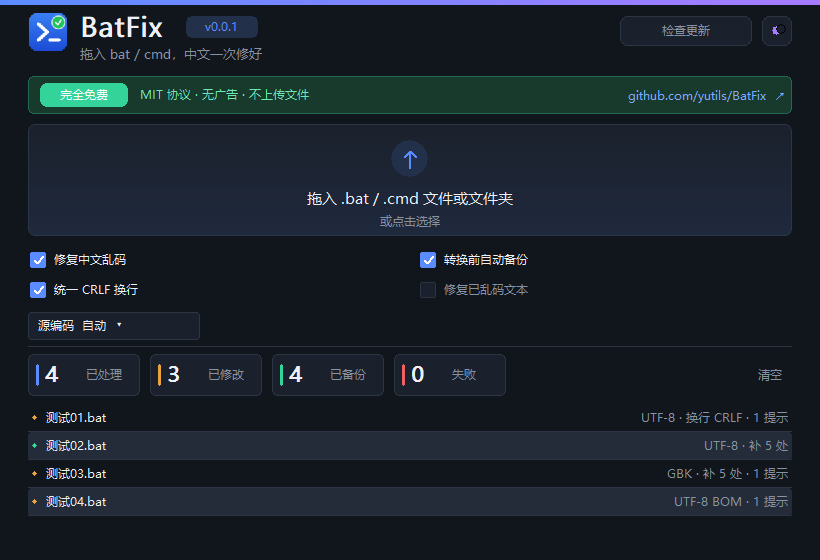 BatFix v0.0.1 检查更新
拖入 bat / cmd，中文一次修好
完全免费 MIT 协议 · 无广告 · 不上传文件 github.com/yutils/BatFix ↗
拖入 .bat / .cmd 文件或文件夹
或点击选择
修复中文乱码 转换前自动备份
统一 CRLF 换行 修复已乱码文本
源编码 自动
4 已处理 3 已修改 4 已备份 0 失败 清空
测试01.bat UTF-8 · 换行 CRLF · 1 提示
测试02.bat UTF-8 · 补 5 处
测试03.bat GBK · 补 5 处 · 1 提示
测试04.bat UTF-8 BOM · 1 提示